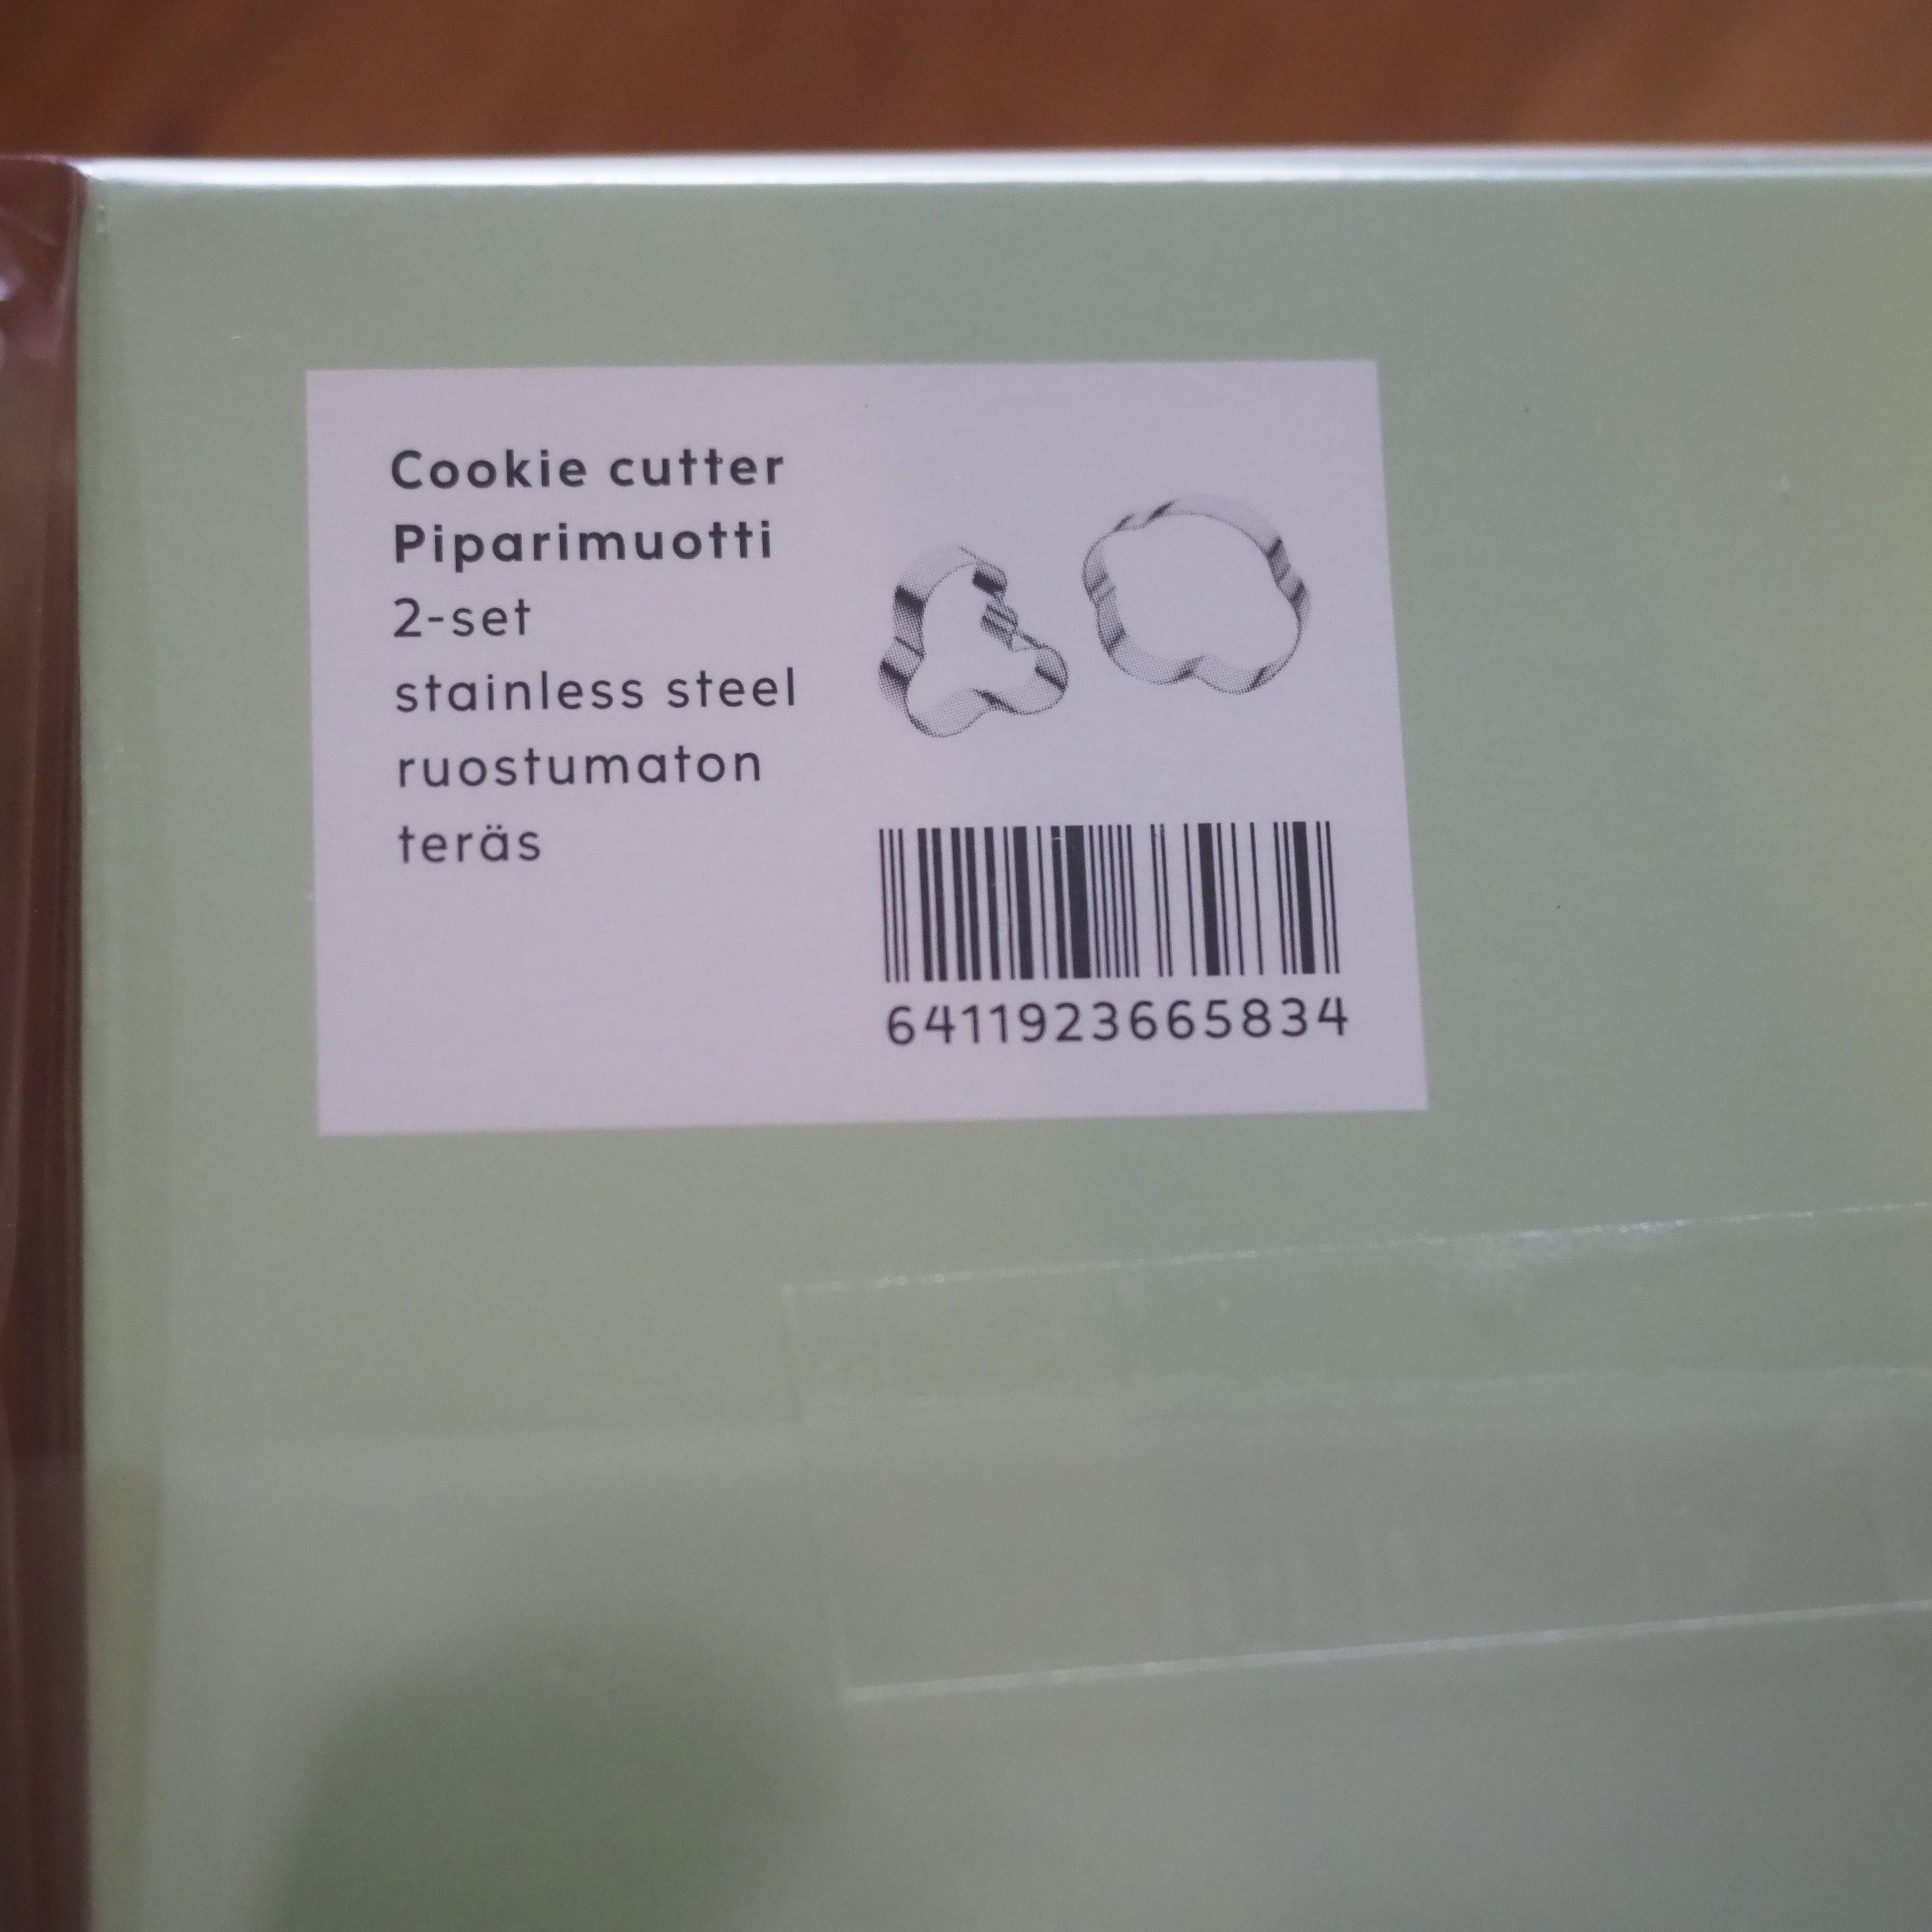 Cookie cutter
Piparimuotti
2-set
stainless steel
ruostumaton
teräs
6411923665834